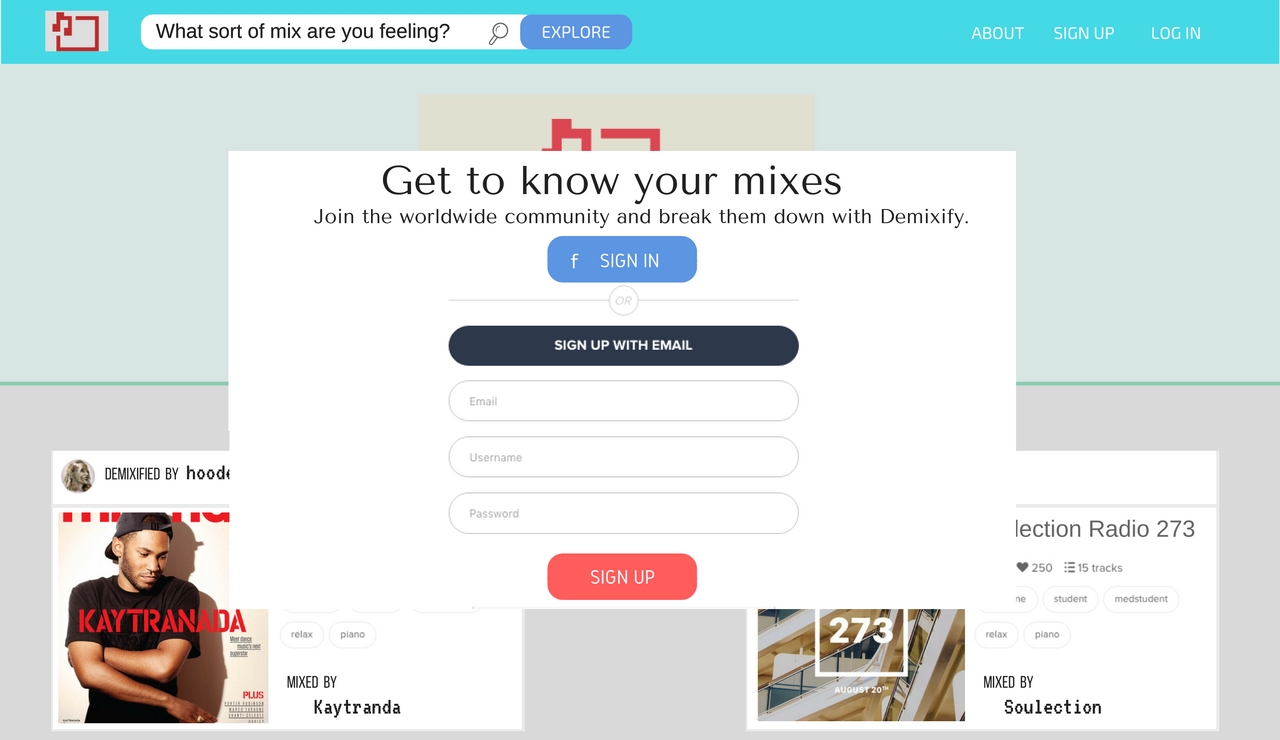 What sort of mix are you feeling?
EXPLORE
ABOUT
SIGN UP
LOG IN
Get to know your mixes
Join the worldwide community and break them down with Demixify.
f SIGN IN
OR
SIGN UP WITH EMAIL
Email
Username
Password
SIGN UP
DEMIXIFIED BY hoode
KAYTRANADA
Meet dance
music's next
superstar
PLUS
relax
piano
MIXED BY
Kaytranda
lection Radio 273
250
15 tracks
ne
student
medstudent
relax
piano
273
AUGUST 20TH
MIXED BY
Soulection